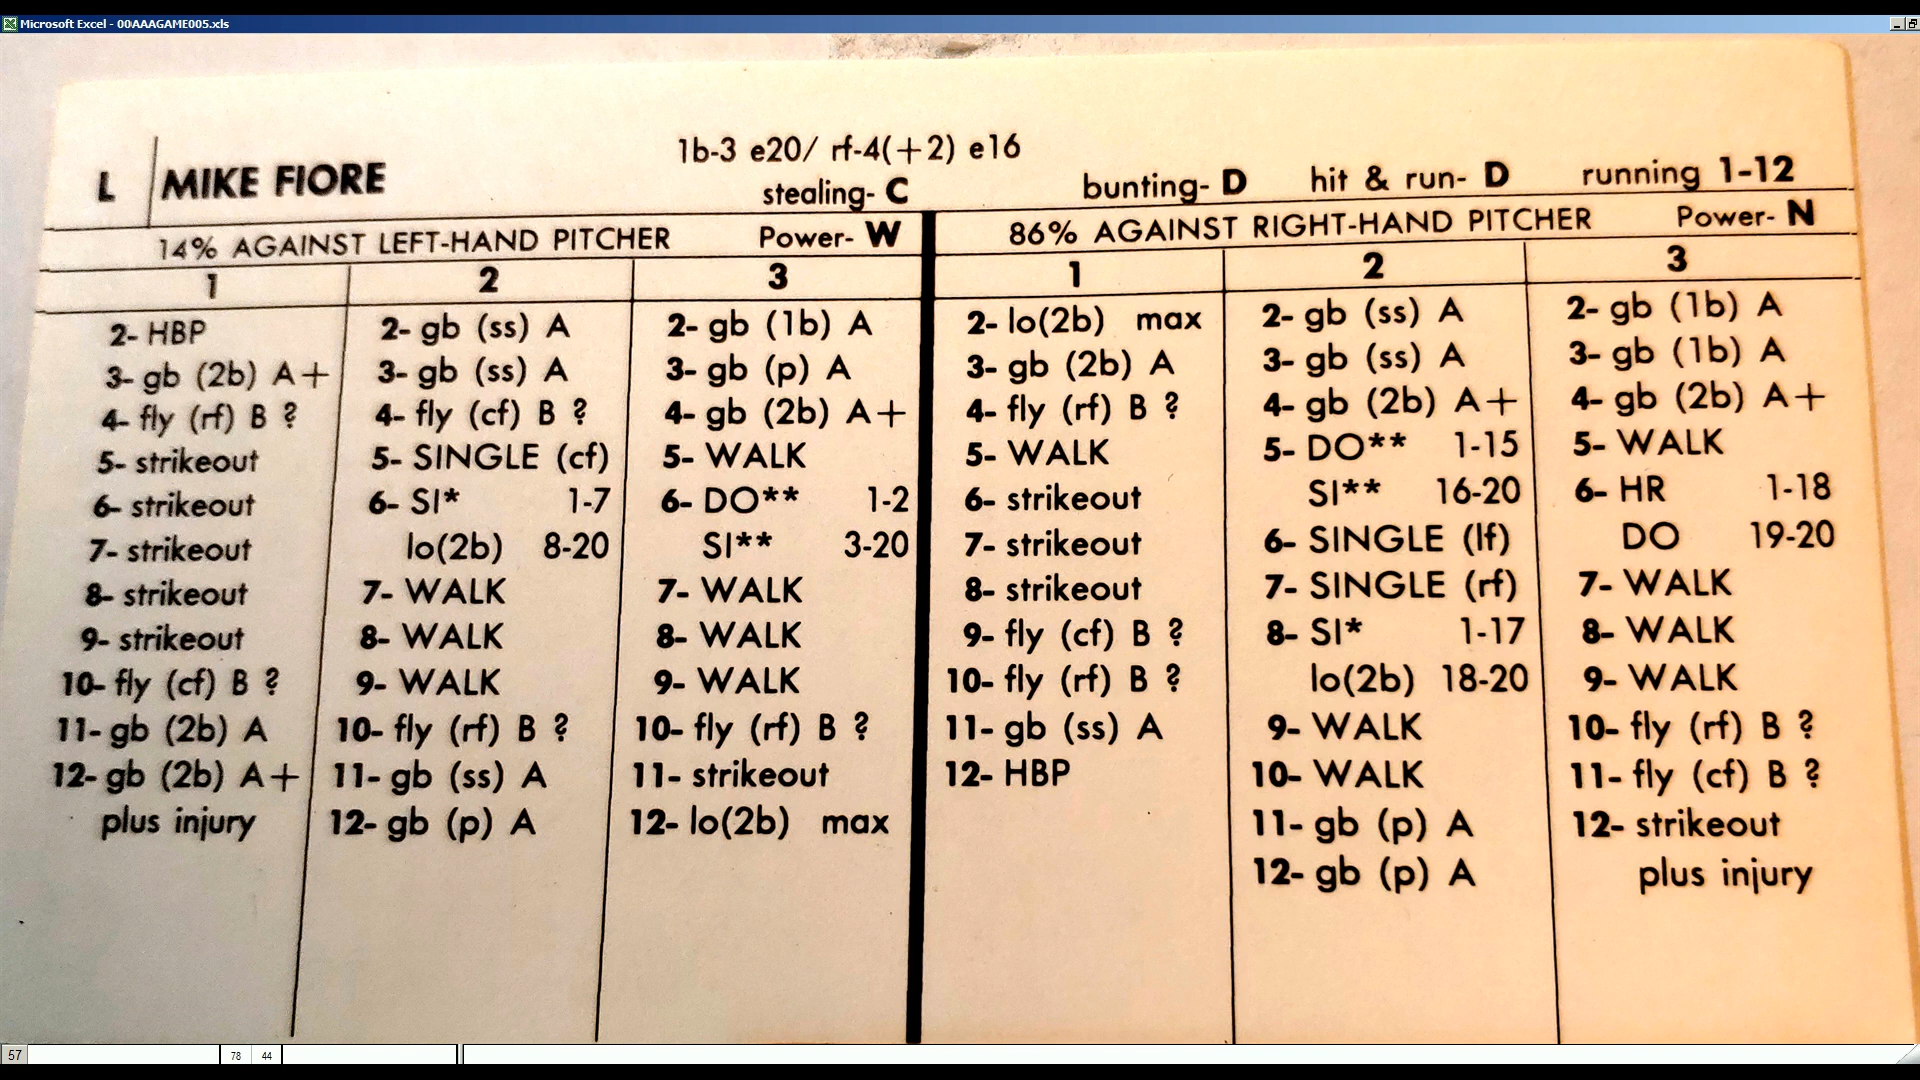 Microsoft Excel - 00AAAGAME005.xls
1b-3 e20/ rf-4(+2) e16
L MIKE FIORE
stealing- C bunting- D hit & run- D running 1-12
14% AGAINST LEFT-HAND PITCHER Power- W
1 2 3
2- HBP
3- gb (2b) A+
4- fly (rf) B ?
5- strikeout
6- strikeout
7- strikeout
8- strikeout
9- strikeout
10- fly (cf) B ?
11- gb (2b) A
12- gb (2b) A+
plus injury
2- gb (ss) A
3- gb (ss) A
4- fly (cf) B ?
5- SINGLE (cf)
6- SI* 1-7
lo(2b) 8-20
7- WALK
8- WALK
9- WALK
10- fly (rf) B ?
11- gb (ss) A
12- gb (p) A
2- gb (1b) A
3- gb (p) A
4- gb (2b) A+
5- WALK
6- DO** 1-2
SI** 3-20
7- WALK
8- WALK
9- WALK
10- fly (rf) B ?
11- strikeout
12- lo(2b) max
86% AGAINST RIGHT-HAND PITCHER Power- N
1 2 3
2- lo(2b) max
3- gb (2b) A
4- fly (rf) B ?
5- WALK
6- strikeout
7- strikeout
8- strikeout
9- fly (cf) B ?
10- fly (rf) B ?
11- gb (ss) A
12- HBP
2- gb (ss) A
3- gb (ss) A
4- gb (2b) A+
5- DO** 1-15
SI** 16-20
6- SINGLE (lf)
7- SINGLE (rf)
8- SI* 1-17
lo(2b) 18-20
9- WALK
10- WALK
11- gb (p) A
12- gb (p) A
2- gb (1b) A
3- gb (1b) A
4- gb (2b) A+
5- WALK
6- HR 1-18
DO 19-20
7- WALK
8- WALK
9- WALK
10- fly (rf) B ?
11- fly (cf) B ?
12- strikeout
plus injury
57 78 44